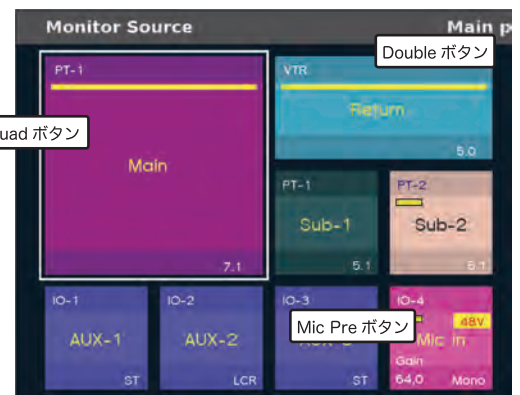 Monitor Source
Main p
Double ボタン
PT-1
VTR
Return
5.0
uad ボタン
Main
7.1
PT-1
Sub-1
5.1
PT-2
Sub-2
5.1
IO-1
AUX-1
ST
IO-2
AUX-2
LCR
IO-3
Mic Pre ボタン
ST
IO-4
48V
Mic In
Gain
64,0 Mono